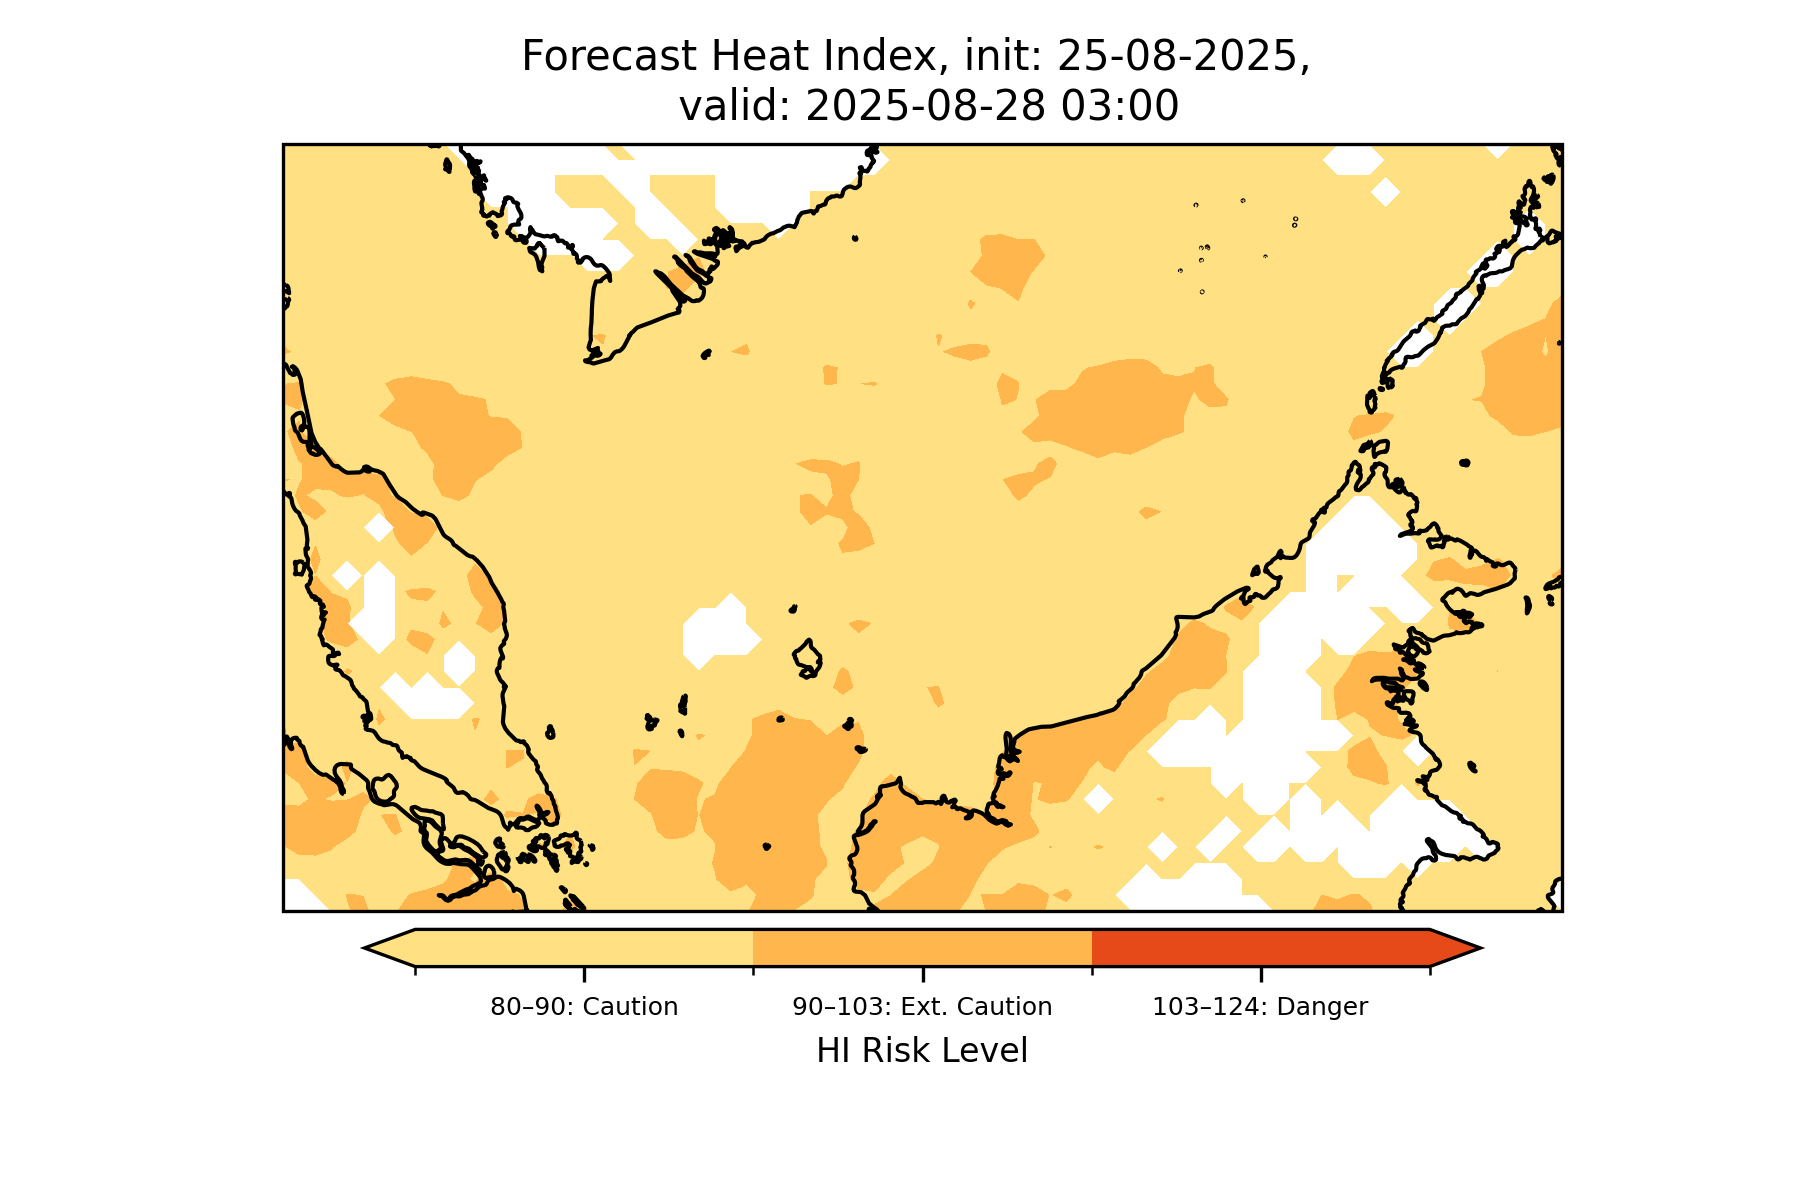 Forecast Heat Index, init: 25-08-2025,
valid: 2025-08-28 03:00
80–90: Caution
90–103: Ext. Caution
103–124: Danger
HI Risk Level